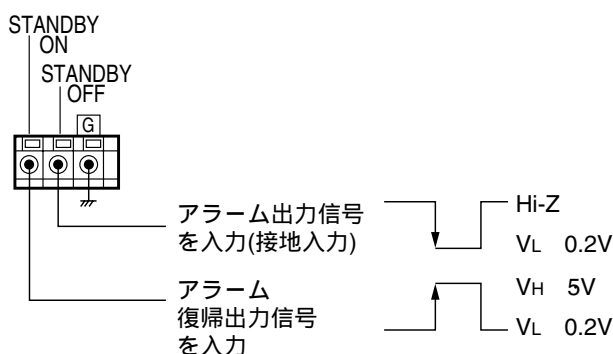 STANDBY
ON
STANDBY
OFF
G
アラーム出力信号
を入力(接地入力)
Hi-Z
VL 0.2V
アラーム
復帰出力信号
を入力
VH 5V
VL 0.2V